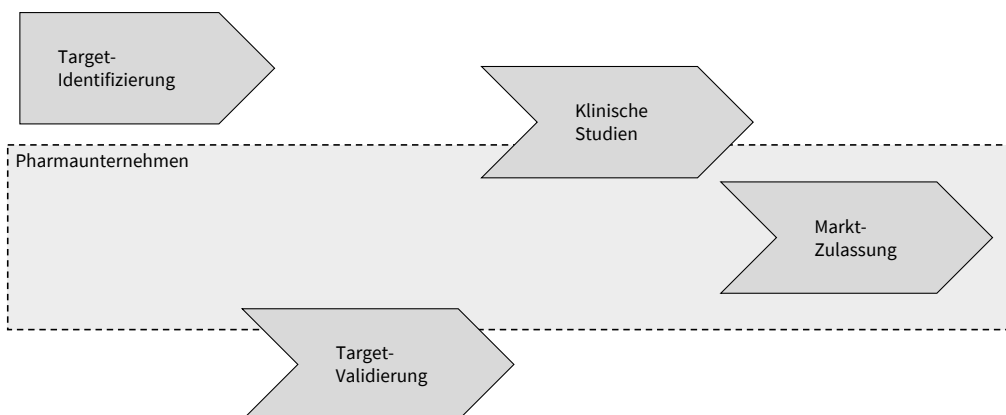 Target-
Identifizierung
Klinische
Studien
Pharmaunternehmen
Markt-
Zulassung
Target-
Validierung